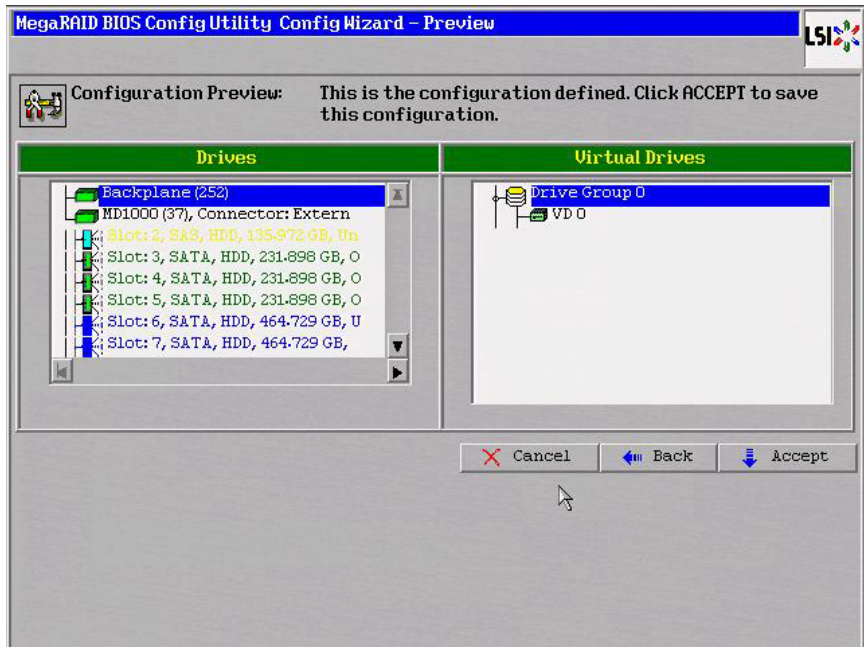 MegaRAID BIOS Config Utility Config Wizard – Preview
LSI
Configuration Preview: This is the configuration defined. Click ACCEPT to save
this configuration.
Drives
Backplane (252)
MD1000 (37), Connector: Extern
Slot: 2, SAS, HDD, 135.972 GB, Un
Slot: 3, SATA, HDD, 231.898 GB, O
Slot: 4, SATA, HDD, 231.898 GB, O
Slot: 5, SATA, HDD, 231.898 GB, O
Slot: 6, SATA, HDD, 464.729 GB, U
Slot: 7, SATA, HDD, 464.729 GB,
Virtual Drives
Drive Group 0
VD 0
Cancel
Back
Accept